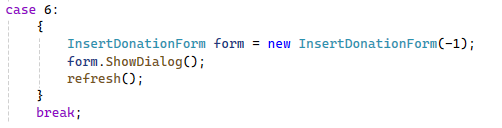 case 6:
{
InsertDonationForm form = new InsertDonationForm(-1);
form.ShowDialog();
refresh();
}
break;